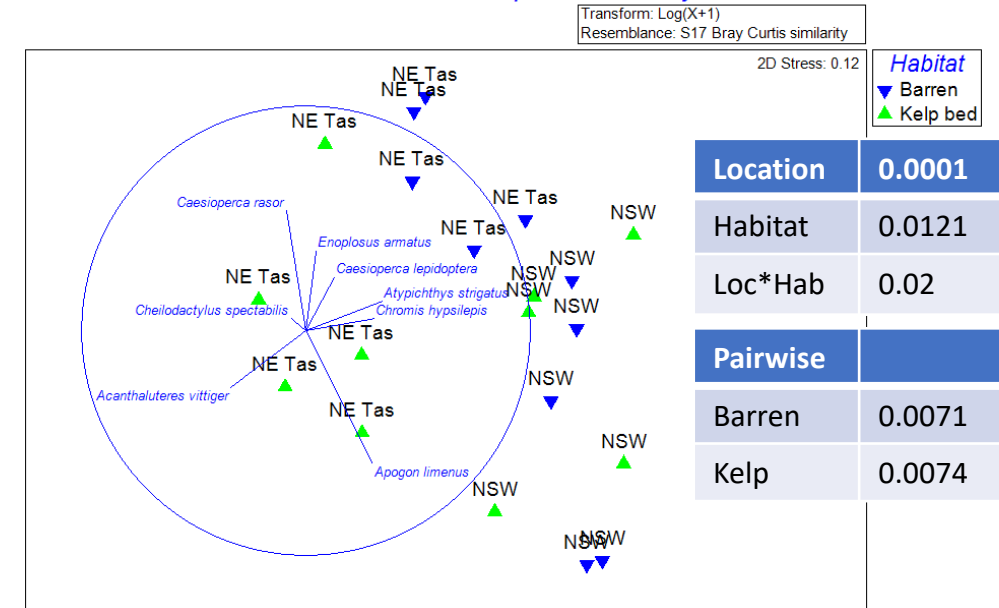 Transform: Log(X+1)
Resemblance: S17 Bray Curtis similarity
2D Stress: 0.12
Habitat
Barren
Kelp bed
NE Tas
NE Tas
NE Tas
NE Tas
NE Tas
NE Tas
NE Tas
NE Tas
NE Tas
NE Tas
NSW
NSW
NSW
NSW
NSW
NSW
NSW
NSW
NSW
NSW
Caesioperca rasor
Enoplosus armatus
Caesioperca lepidoptera
Atypichthys strigatus
Cheilodactylus spectabilis
Chromis hypsilepis
Acanthaluteres vittiger
Apogon limenus
Location 0.0001
Habitat 0.0121
Loc*Hab 0.02
Pairwise
Barren 0.0071
Kelp 0.0074